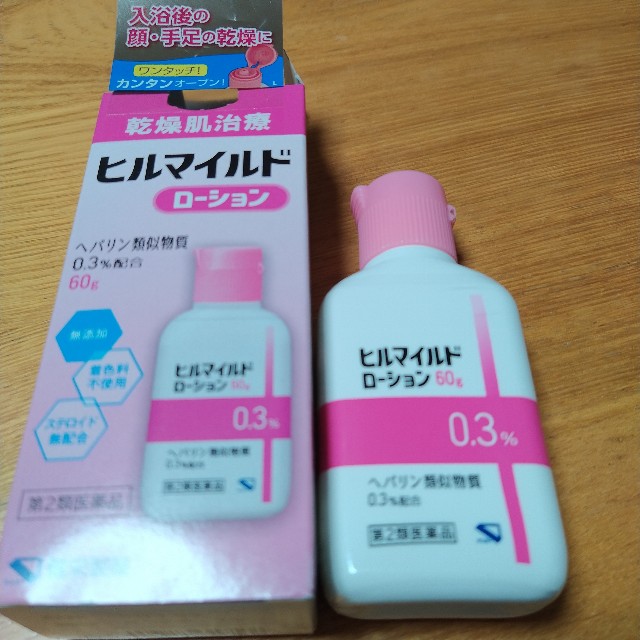 入浴後の
顔・手足の乾燥に
ワンタッチ!
カンタンオープン!
乾燥肌治療
ヒルマイルド
ローション
ヘパリン類似物質
0.3%配合
60g
無添加
着色料
不使用
ステロイド
無配合
第2類医薬品
ヒルマイルド
ローション 60g
0.3%
ヘパリン類似物質
0.3%配合
第2類医薬品
ヒルマイルド
ローション 60g
0.3%
ヘパリン類似物質
0.3%配合
第2類医薬品